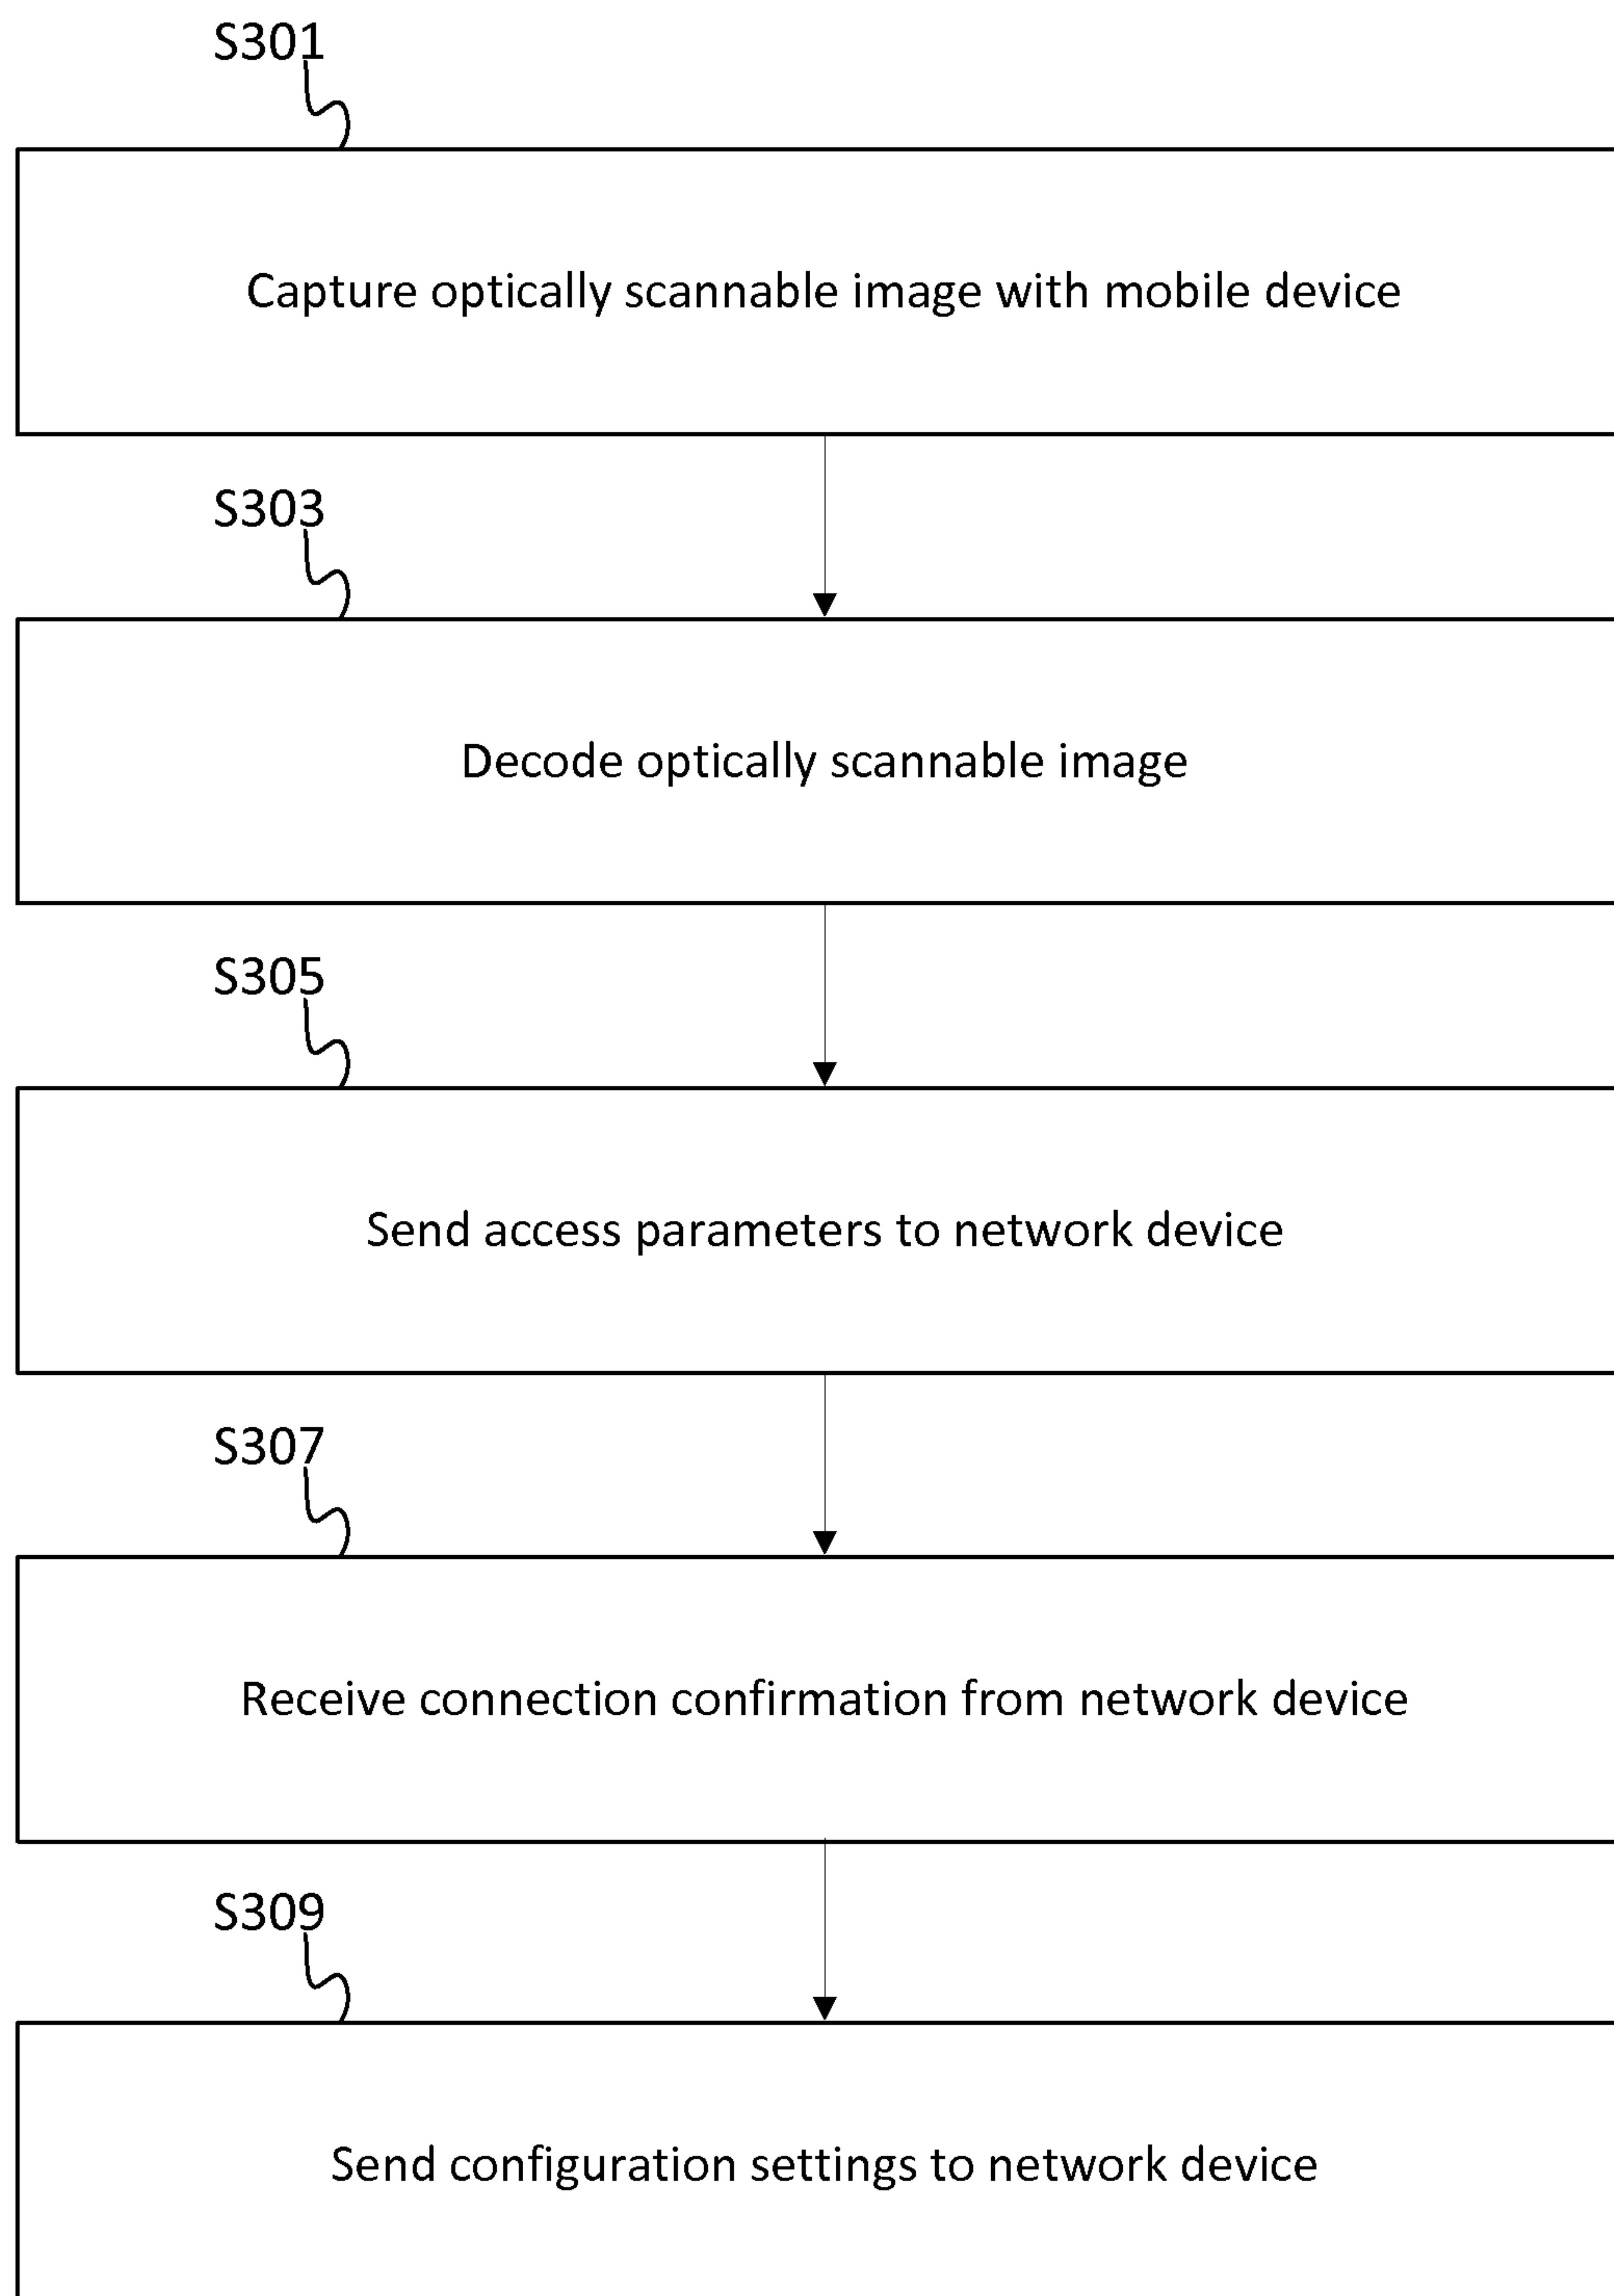 S301
Capture optically scannable image with mobile device
S303
Decode optically scannable image
S305
Send access parameters to network device
S307
Receive connection confirmation from network device
S309
Send configuration settings to network device